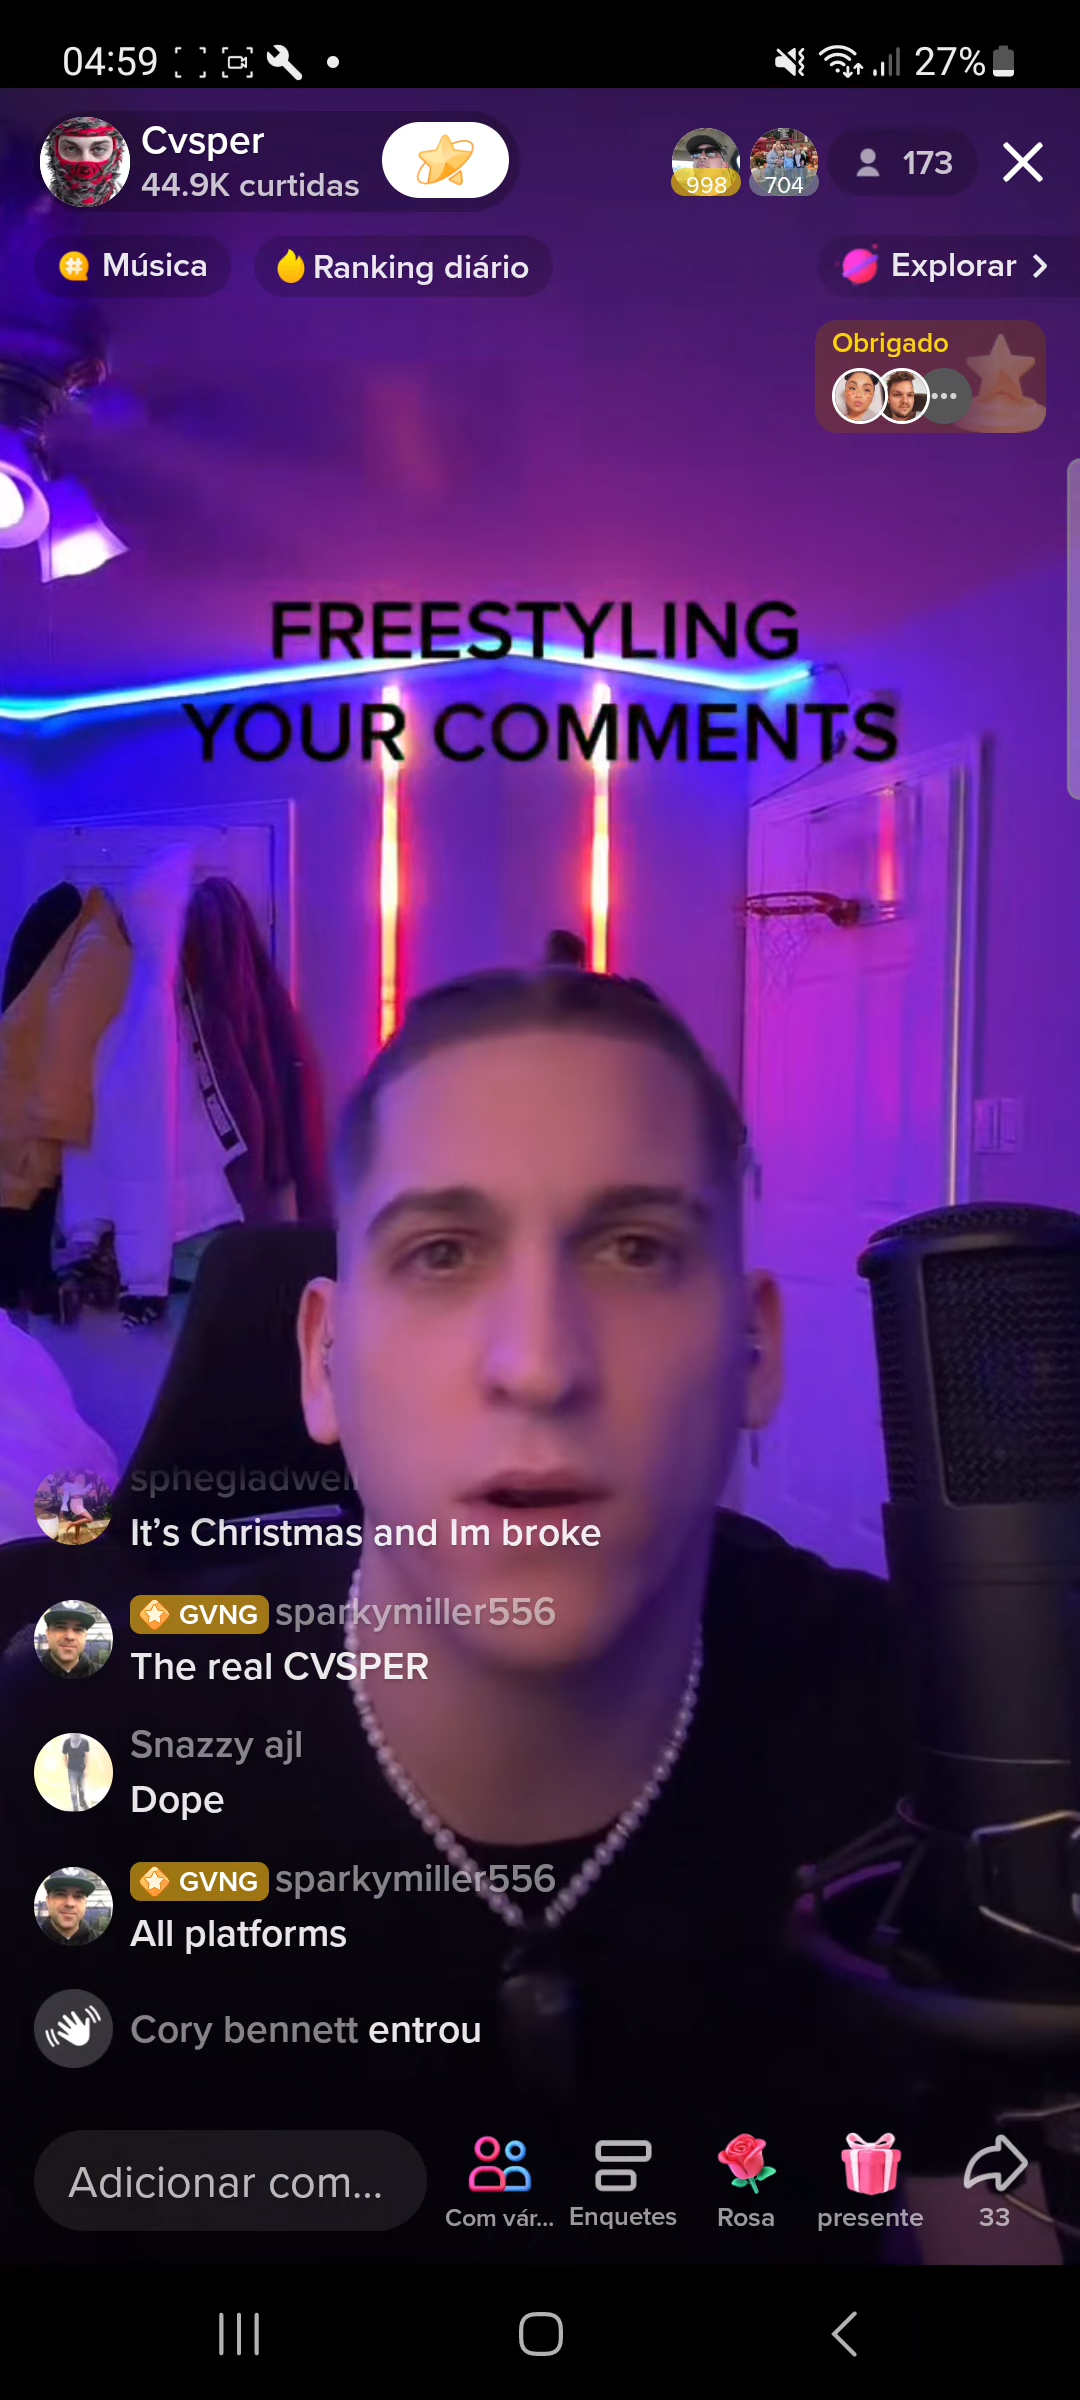 04:59
27%
Cvsper
44.9K curtidas
998
704
173
Música
Ranking diário
Explorar
Obrigado
FREESTYLING
YOUR COMMENTS
sphegladwell
It's Christmas and Im broke
GVNG sparkymiller556
The real CVSPER
Snazzy ajl
Dope
GVNG sparkymiller556
All platforms
Cory bennett entrou
Adicionar com...
Com vár...
Enquetes
Rosa
presente
33